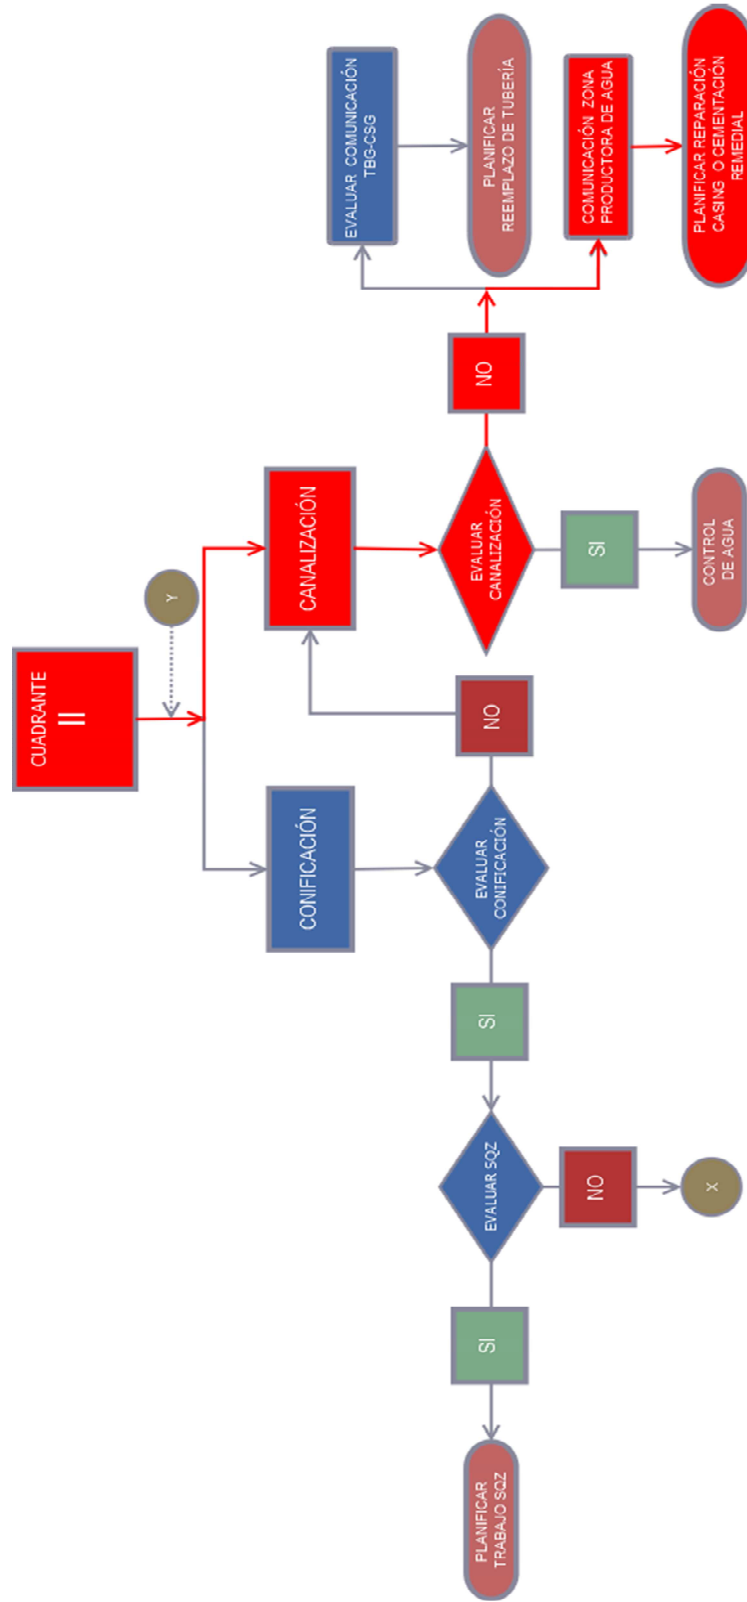 CUADRANTE
II
Y
CONIFICACIÓN
CANALIZACIÓN
EVALUAR
CONIFICACIÓN
NO
EVALUAR
CANALIZACIÓN
NO
EVALUAR COMUNICACIÓN
TBG-CSG
PLANIFICAR
REEMPLAZO DE TUBERÍA
COMUNICACIÓN ZONA
PRODUCTORA DE AGUA
PLANIFICAR REPARACIÓN
CASING O CEMENTACIÓN
REMEDIAL
SI
CONTROL
DE AGUA
SI
EVALUAR SQZ
NO
X
SI
PLANIFICAR
TRABAJO SQZ